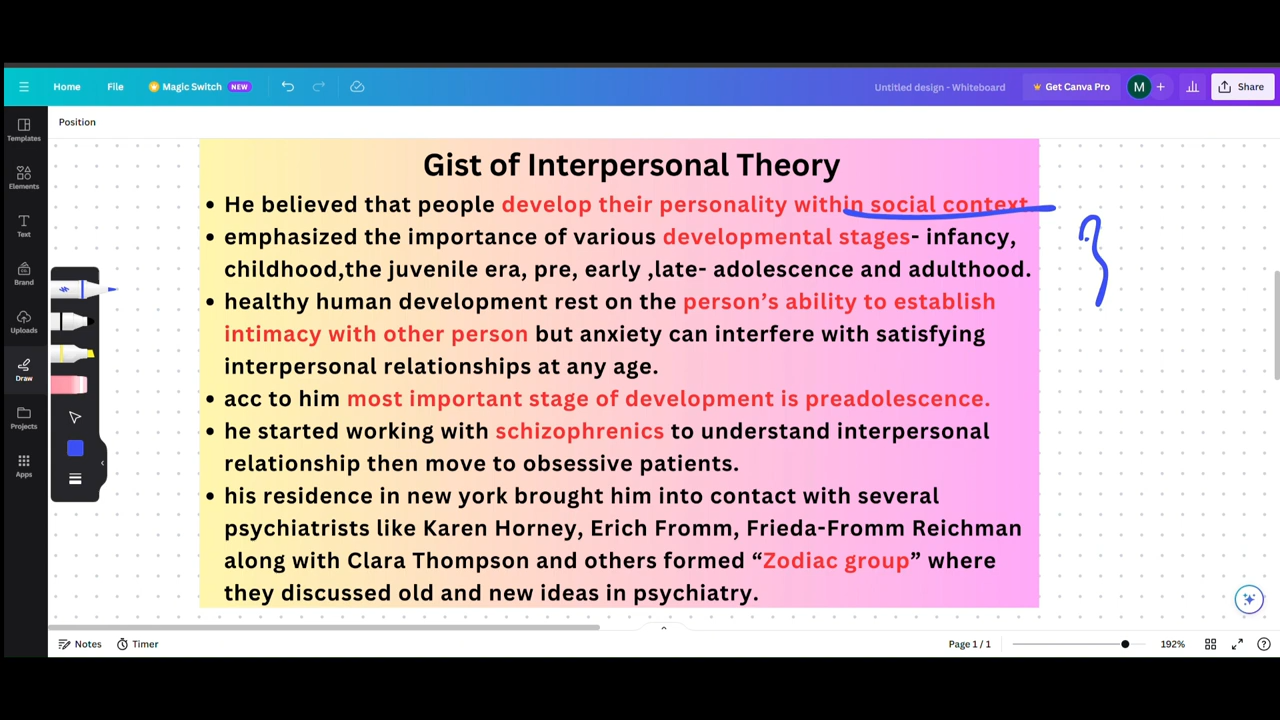 Home File Magic Switch NEW Untitled design - Whiteboard Get Canva Pro M + Share
Position
Templates
Elements
Text
Brand
Uploads
Draw
Projects
Apps
Gist of Interpersonal Theory
• He believed that people develop their personality within social context.
• emphasized the importance of various developmental stages- infancy,
childhood,the juvenile era, pre, early ,late- adolescence and adulthood.
• healthy human development rest on the person's ability to establish
intimacy with other person but anxiety can interfere with satisfying
interpersonal relationships at any age.
• acc to him most important stage of development is preadolescence.
• he started working with schizophrenics to understand interpersonal
relationship then move to obsessive patients.
• his residence in new york brought him into contact with several
psychiatrists like Karen Horney, Erich Fromm, Frieda-Fromm Reichman
along with Clara Thompson and others formed “Zodiac group” where
they discussed old and new ideas in psychiatry.
Notes Timer Page 1 / 1 192%